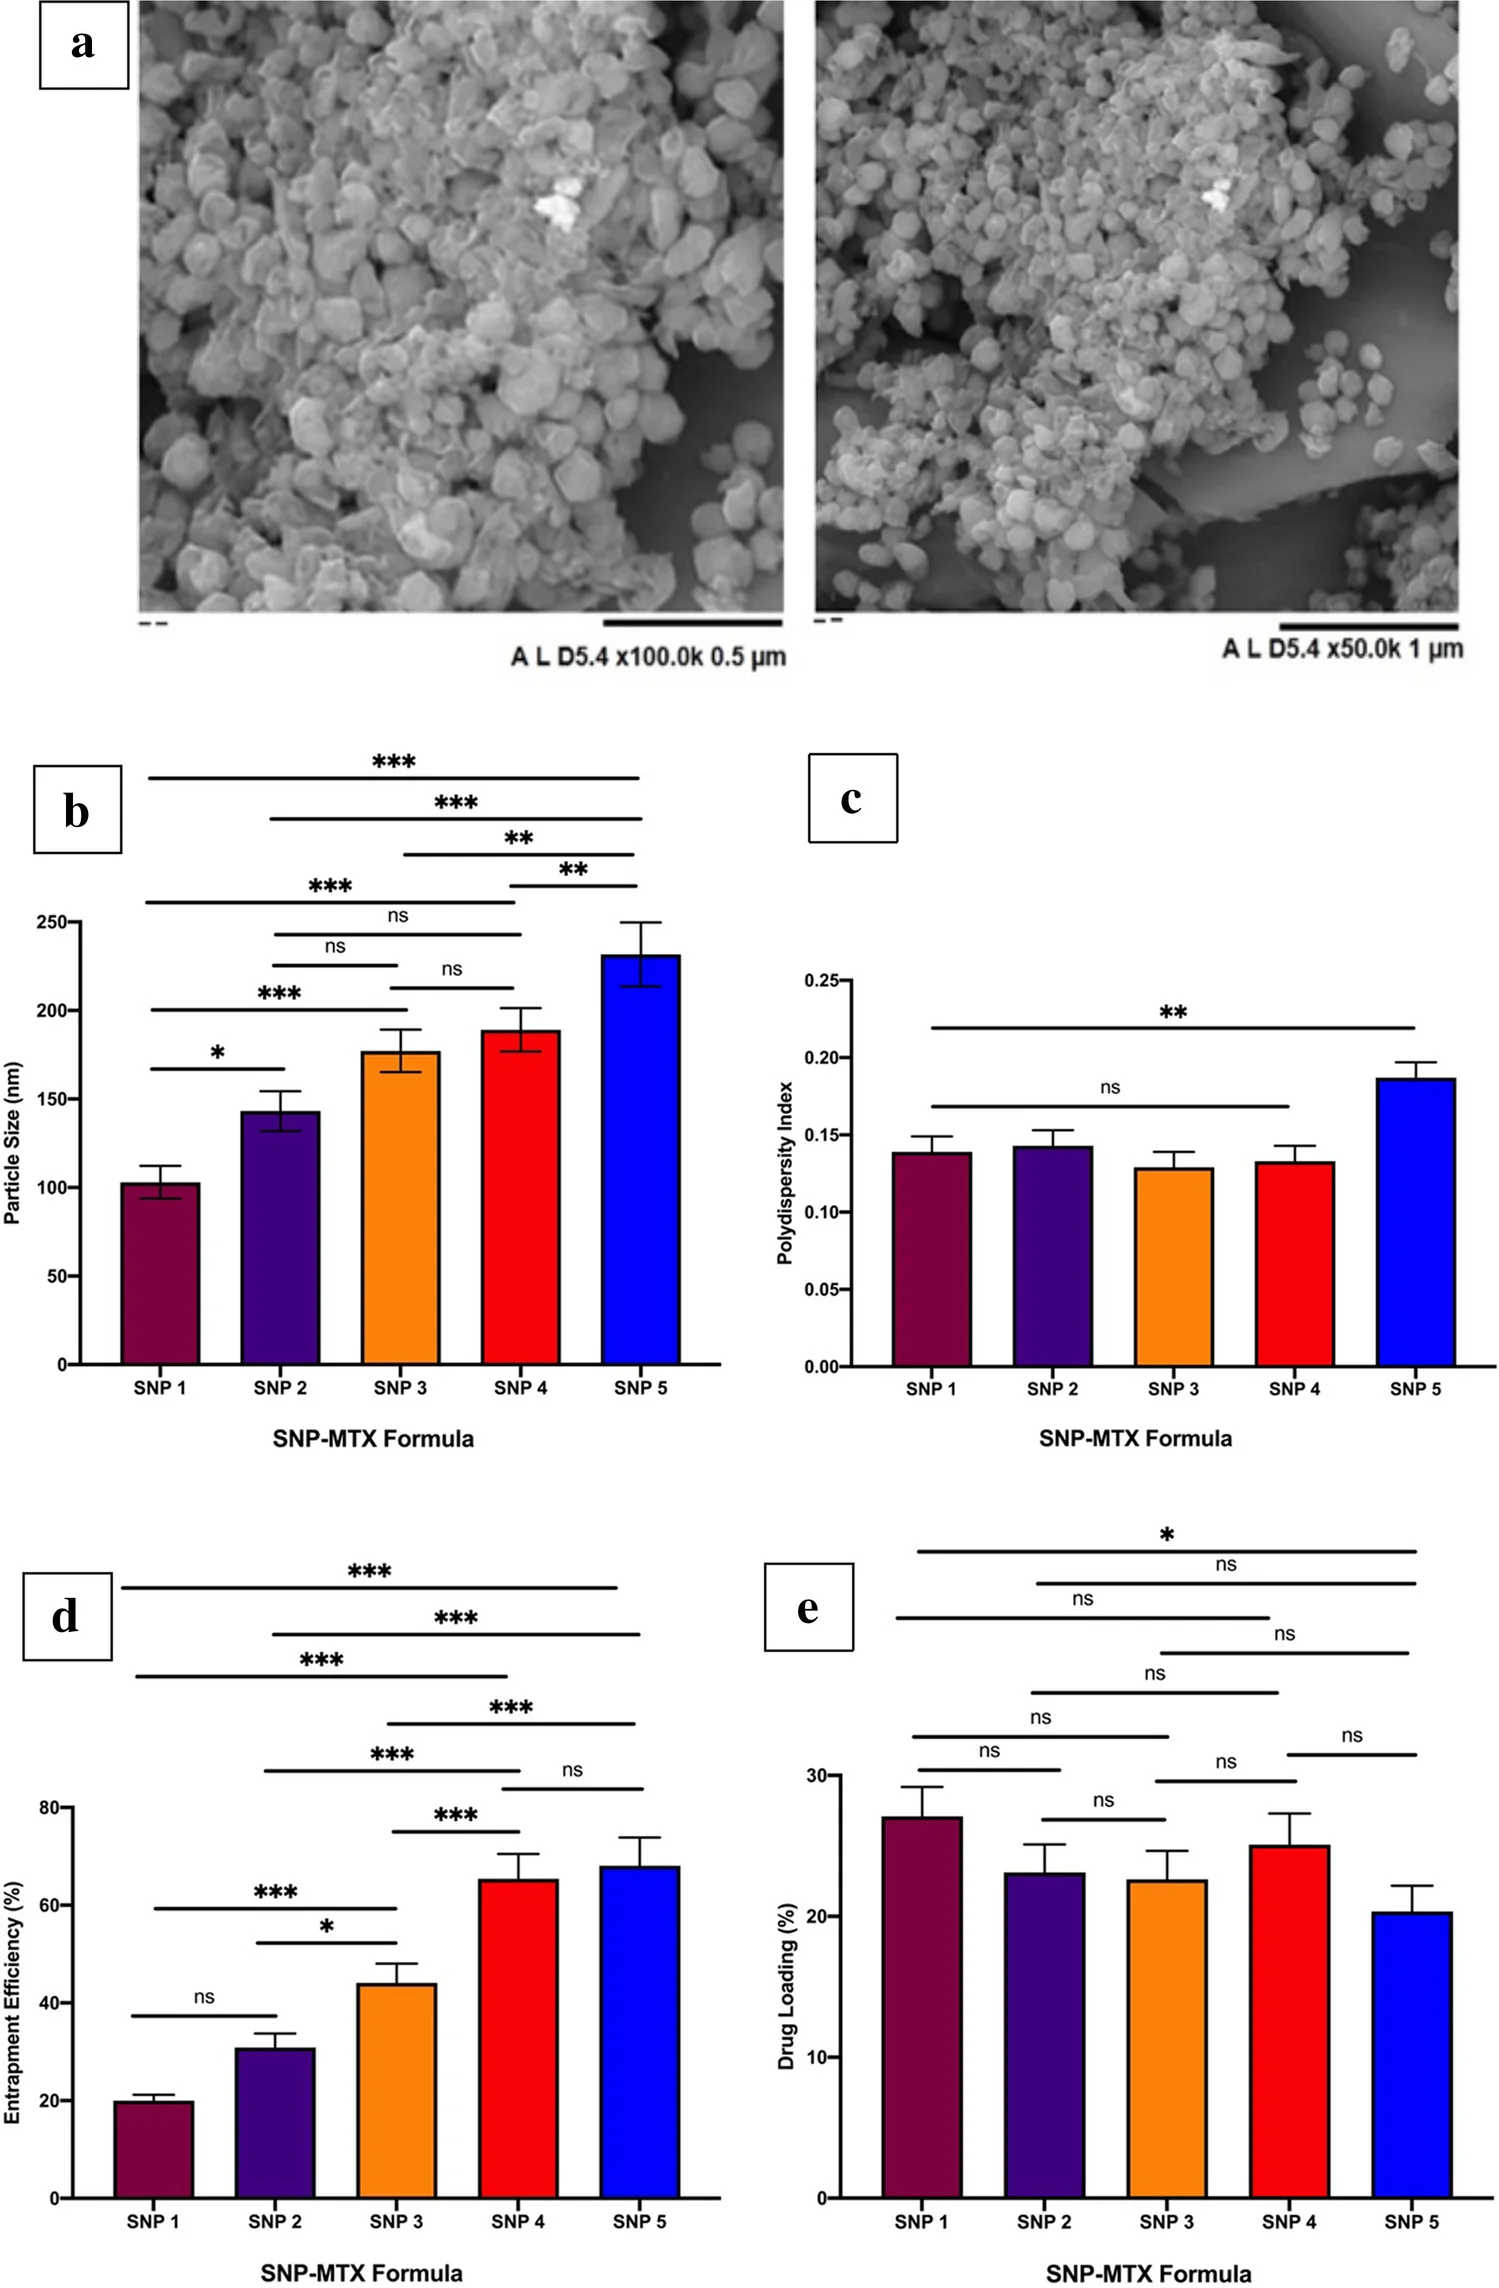 a
A L D5.4 x100.0k 0.5 µm
A L D5.4 x50.0k 1 µm
b
***
***
**
**
***
ns
ns
ns
***
*
250
200
150
100
50
0
Particle Size (nm)
SNP 1 SNP 2 SNP 3 SNP 4 SNP 5
SNP-MTX Formula
c
**
ns
0.25
0.20
0.15
0.10
0.05
0.00
Polydispersity Index
SNP 1 SNP 2 SNP 3 SNP 4 SNP 5
SNP-MTX Formula
d
***
***
***
***
***
ns
***
***
*
ns
80
60
40
20
0
Entrapment Efficiency (%)
SNP 1 SNP 2 SNP 3 SNP 4 SNP 5
SNP-MTX Formula
e
*
ns
ns
ns
ns
ns
ns
ns
ns
ns
30
20
10
0
Drug Loading (%)
SNP 1 SNP 2 SNP 3 SNP 4 SNP 5
SNP-MTX Formula